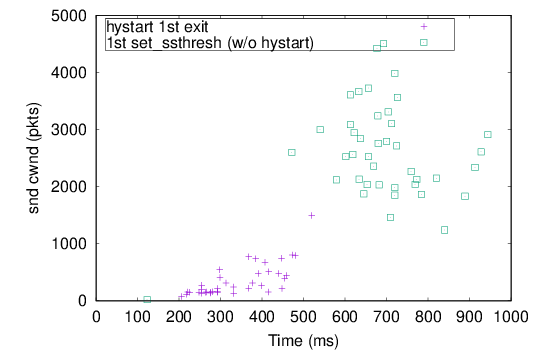 5000
4000
3000
2000
1000
0
snd cwnd (pkts)
hystart 1st exit
1st set_ssthresh (w/o hystart)
0 100 200 300 400 500 600 700 800 900 1000
Time (ms)